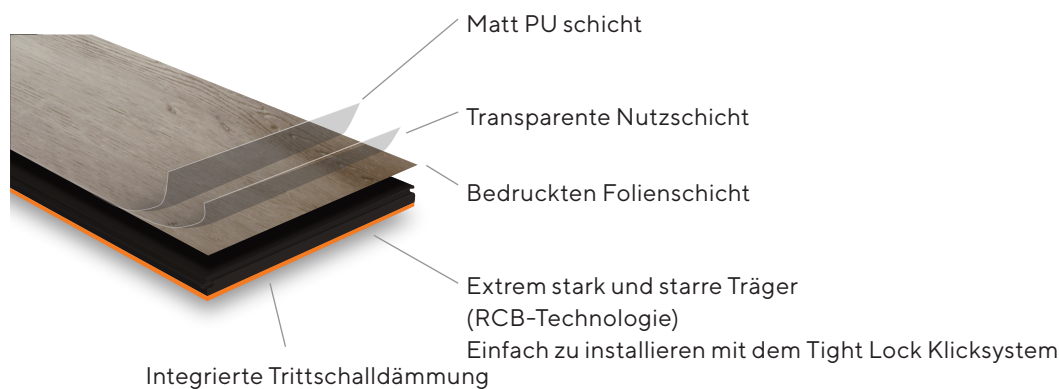 Matt PU schicht
Transparente Nutzschicht
Bedruckten Folienschicht
Extrem stark und starre Träger
(RCB-Technologie)
Einfach zu installieren mit dem Tight Lock Klicksystem
Integrierte Trittschalldämmung